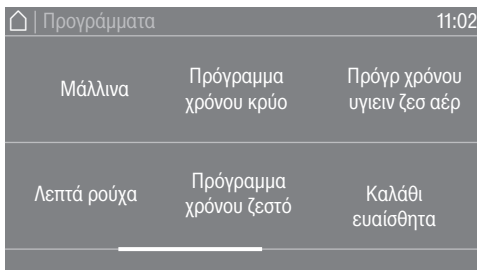 | Προγράμματα 11:02
Μάλλινα
Πρόγραμμα
χρόνου κρύο
Πρόγρ χρόνου
υγιειν ζεσ αέρ
Λεπτά ρούχα
Πρόγραμμα
χρόνου ζεστό
Καλάθι
ευαίσθητα